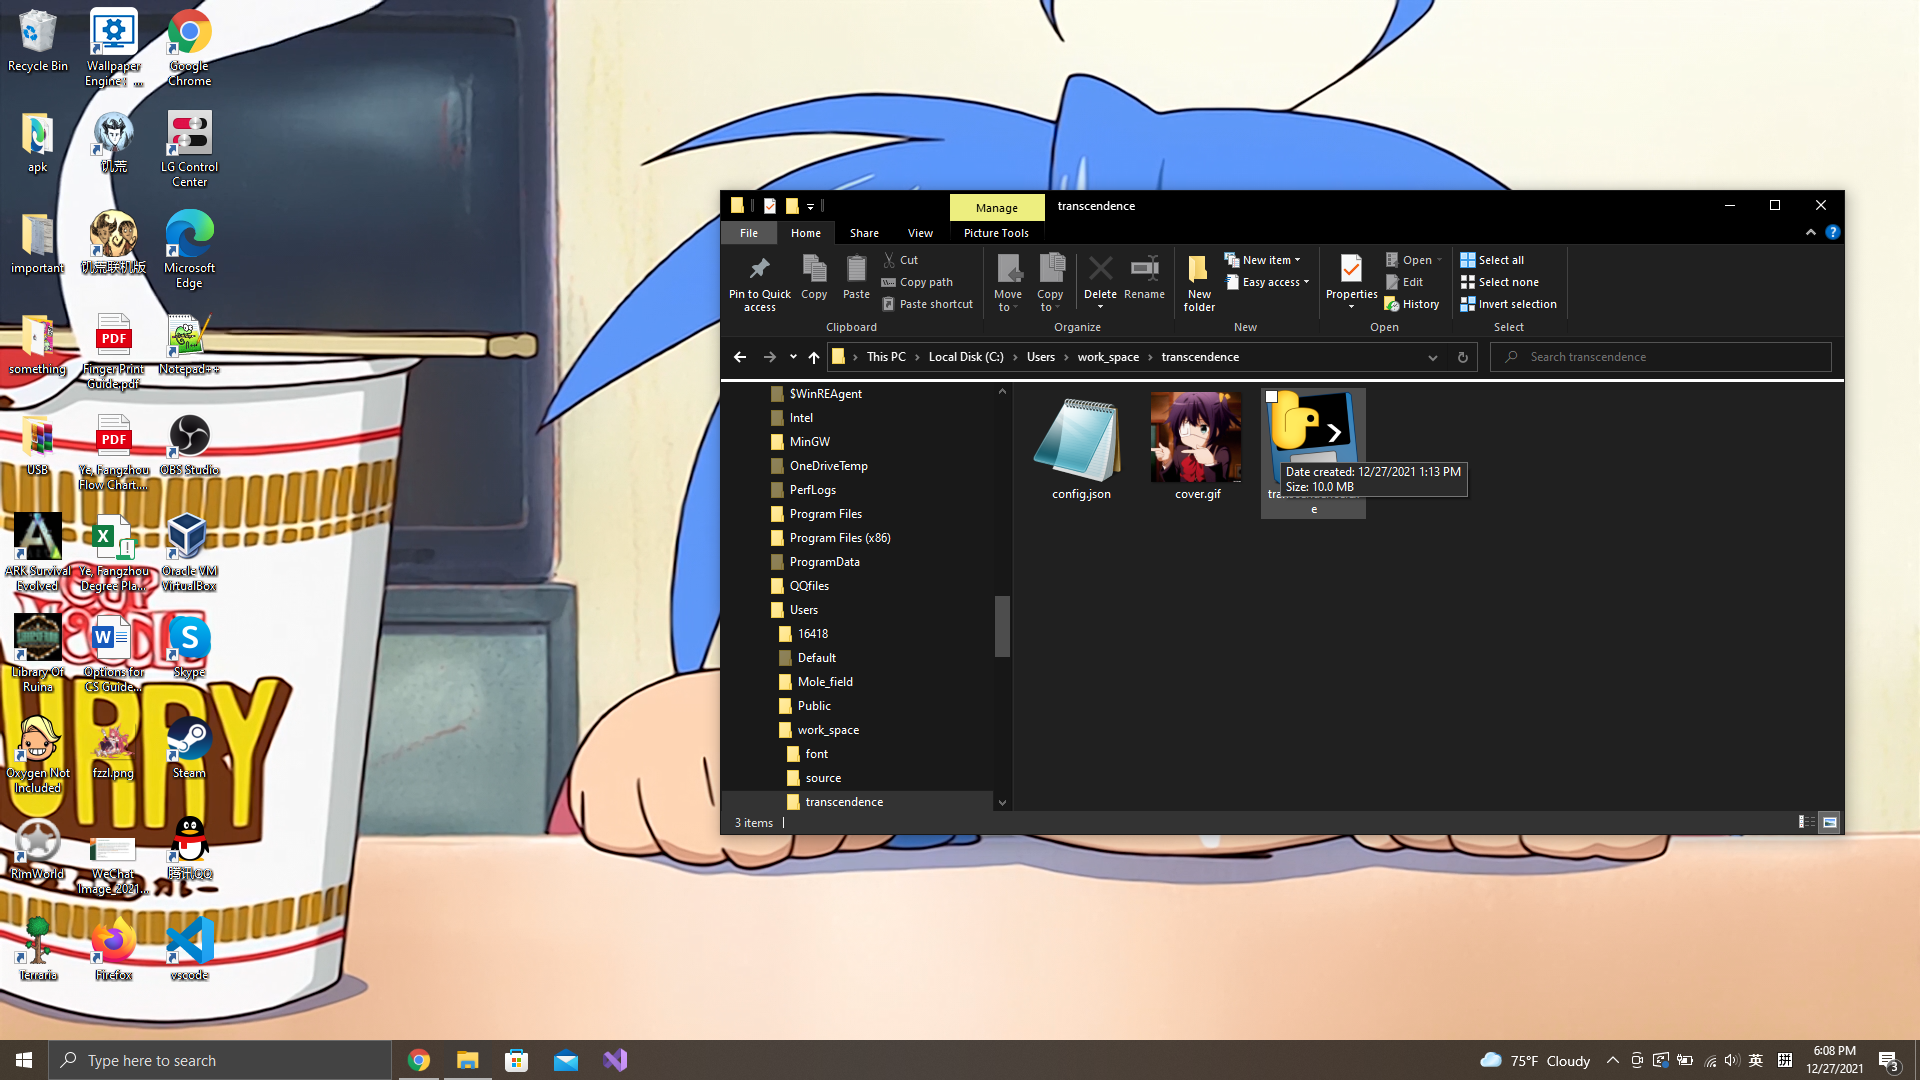 Recycle Bin
Wallpaper
Engine: ...
Google
Chrome
apk
饥荒
LG Control
Center
important
饥荒联机版
Microsoft
Edge
something
PDF
Finger Print
Guide.pdf
Notepad++
USB
PDF
Ye, Fangzhou
Flow Chart....
OBS Studio
ARK Survival
Evolved
Ye, Fangzhou
Degree Pla...
Oracle VM
VirtualBox
Library Of
Ruina
Options for
CS Guide...
Skype
Oxygen Not
Included
fzzl.png
Steam
RimWorld
WeChat
Image_2021...
腾讯QQ
Terraria
Firefox
vscode
CUP
NOODLE
CURRY
Manage
transcendence
File
Home
Share
View
Picture Tools
Pin to Quick
access
Copy
Paste
Cut
Copy path
Paste shortcut
Clipboard
Move
to
Copy
to
Delete
Rename
Organize
New
folder
New item
Easy access
New
Properties
Open
Edit
History
Open
Select all
Select none
Invert selection
Select
This PC
Local Disk (C:)
Users
work_space
transcendence
Search transcendence
$WinREAgent
Intel
MinGW
OneDriveTemp
PerfLogs
Program Files
Program Files (x86)
ProgramData
QQfiles
Users
16418
Default
Mole_field
Public
work_space
font
source
transcendence
config.json
cover.gif
Date created: 12/27/2021 1:13 PM
Size: 10.0 MB
e
3 items
Type here to search
75°F Cloudy
英
拼
6:08 PM
12/27/2021
3